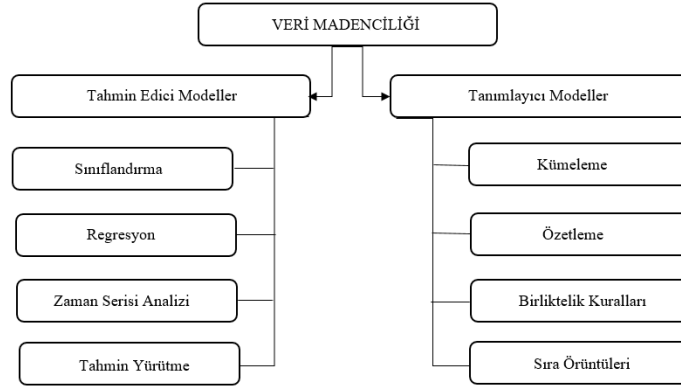 VERİ MADENCİLİĞİ
Tahmin Edici Modeller
Tanımlayıcı Modeller
Sınıflandırma
Kümeleme
Regresyon
Özetleme
Zaman Serisi Analizi
Birliktelik Kuralları
Tahmin Yürütme
Sıra Örüntüleri